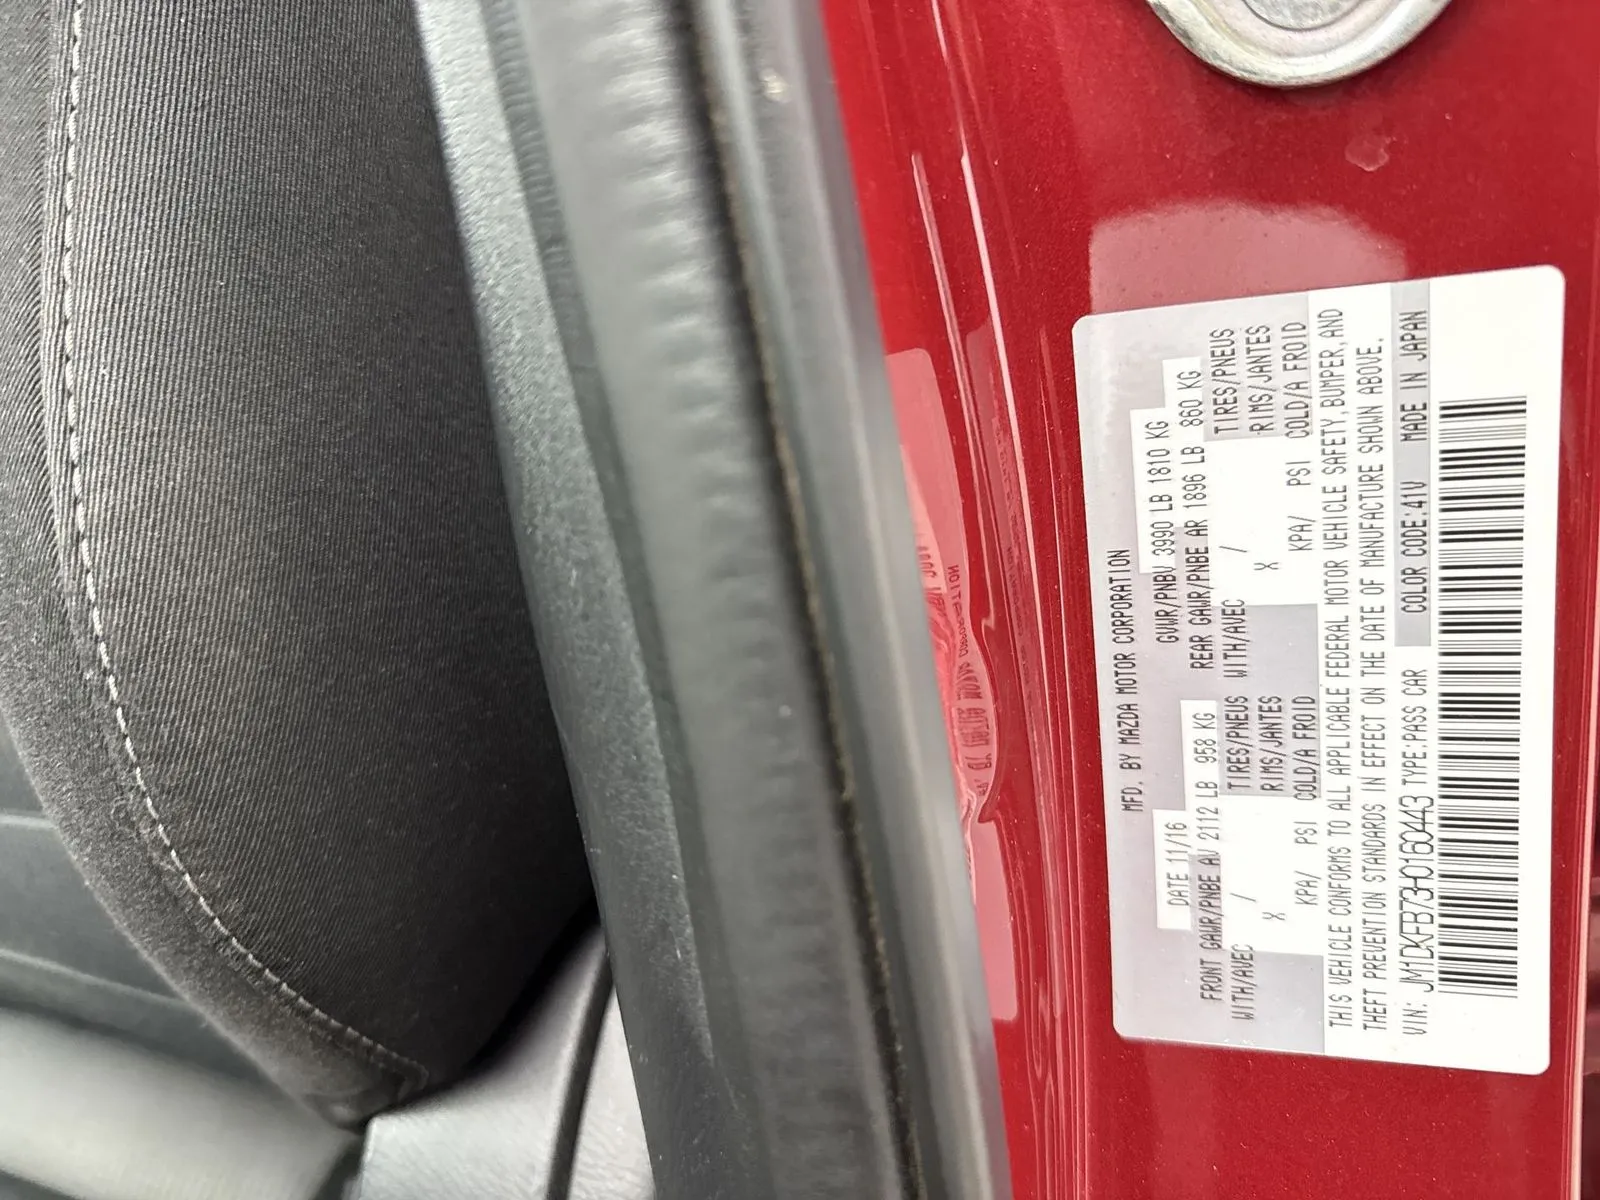 MFD. BY MAZDA MOTOR CORPORATION
DATE 11/16 GVWR/PNBV 3990 LB 1810 KG
FRONT GAWR/PNBE AV 2112 LB 958 KG REAR GAWR/PNBE AR 1896 LB 860 KG
WITH/AVEC / TIRES/PNEUS WITH/AVEC / TIRES/PNEUS
X RIMS/JANTES X RIMS/JANTES
KPA/ PSI COLD/A FROID KPA/ PSI COLD/A FROID
THIS VEHICLE CONFORMS TO ALL APPLICABLE FEDERAL MOTOR VEHICLE SAFETY,BUMPER,AND
THEFT PREVENTION STANDARDS IN EFFECT ON THE DATE OF MANUFACTURE SHOWN ABOVE.
VIN: JM1DKFB73H0160443 TYPE:PASS CAR COLOR CODE:41V MADE IN JAPAN